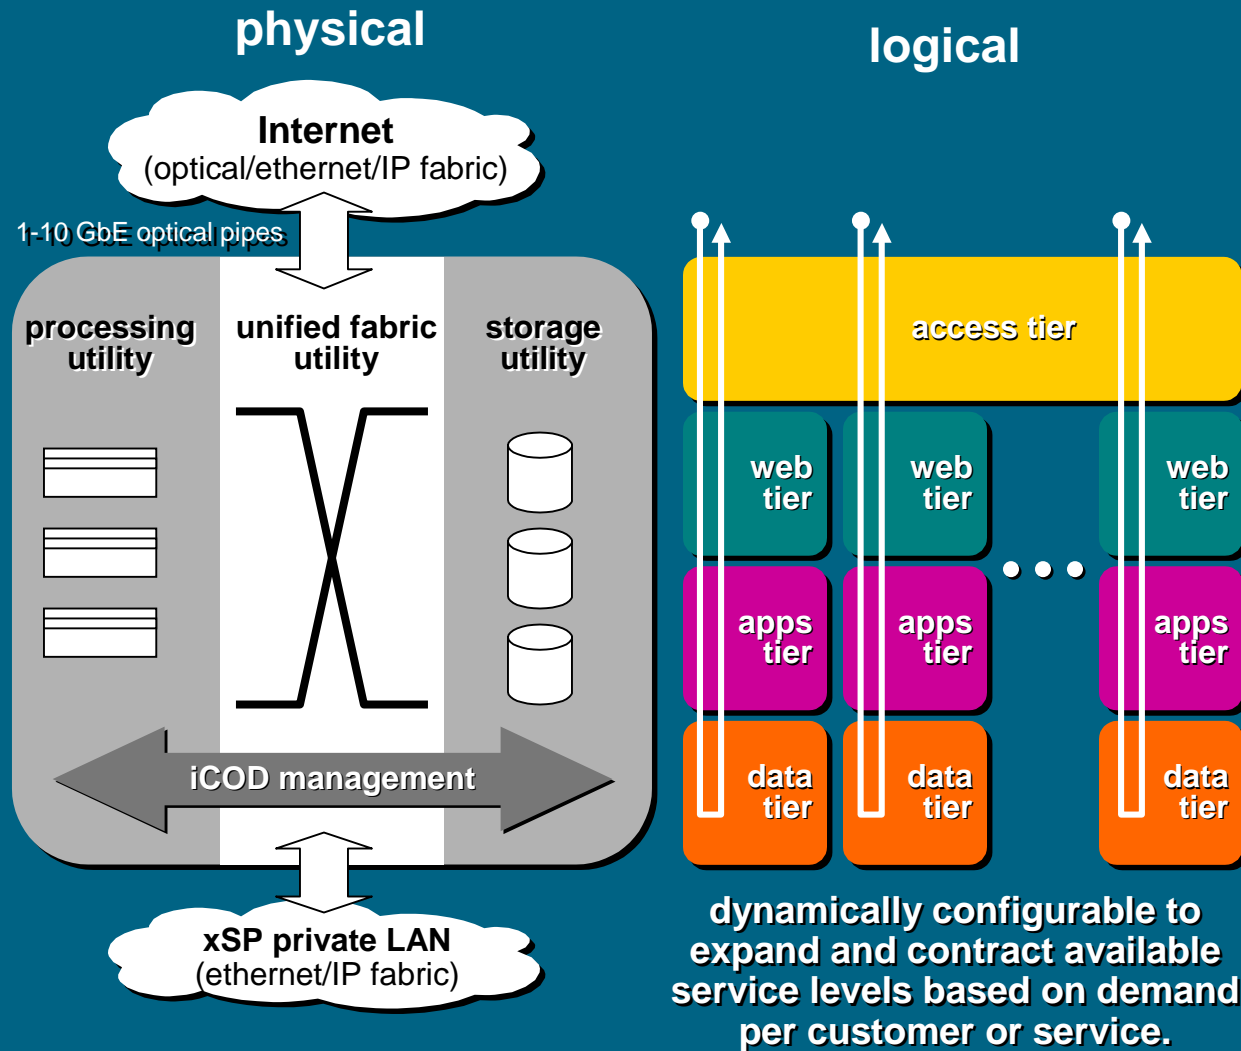 physical
logical
Internet
(optical/ethernet/IP fabric)
1-10 GbE optical pipes
processing
utility
unified fabric
utility
storage
utility
iCOD management
xSP private LAN
(ethernet/IP fabric)
access tier
web
tier
web
tier
web
tier
apps
tier
apps
tier
apps
tier
data
tier
data
tier
data
tier
dynamically configurable to
expand and contract available
service levels based on demand
per customer or service.